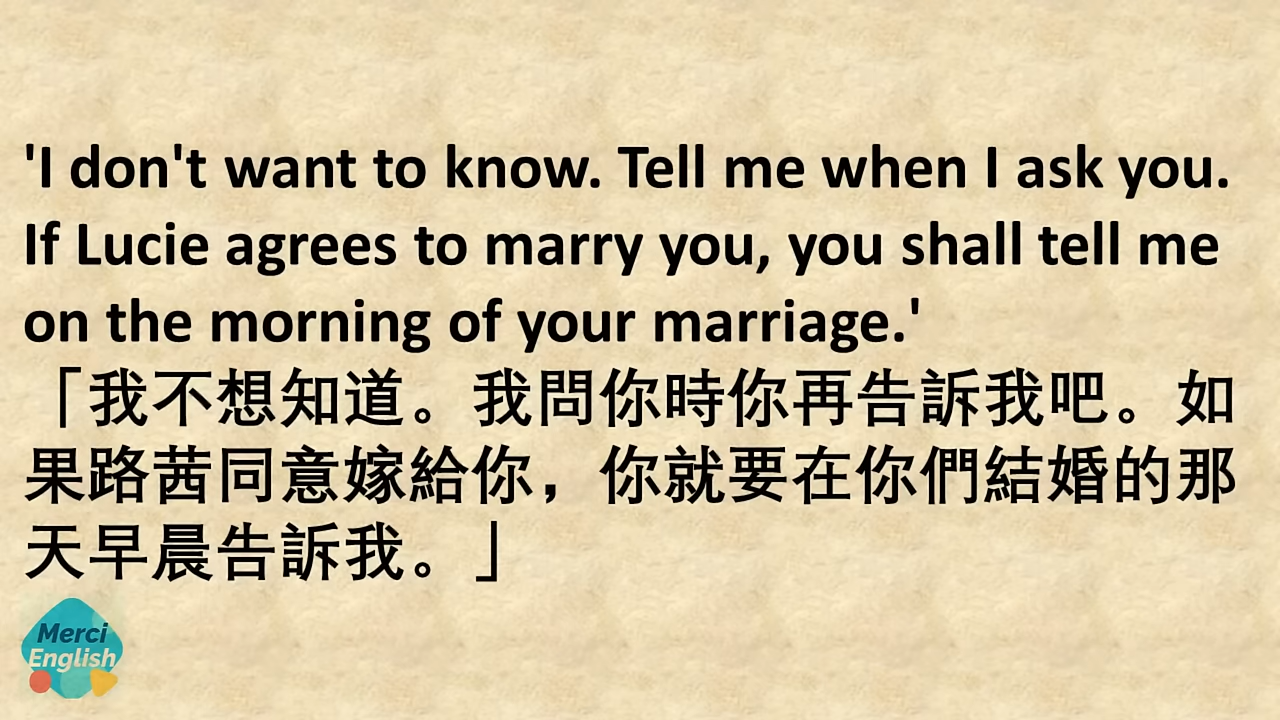 'I don't want to know. Tell me when I ask you.
If Lucie agrees to marry you, you shall tell me
on the morning of your marriage.'
「我不想知道。我問你時你再告訴我吧。如
果路茜同意嫁給你，你就要在你們結婚的那
天早晨告訴我。」
Merci
English